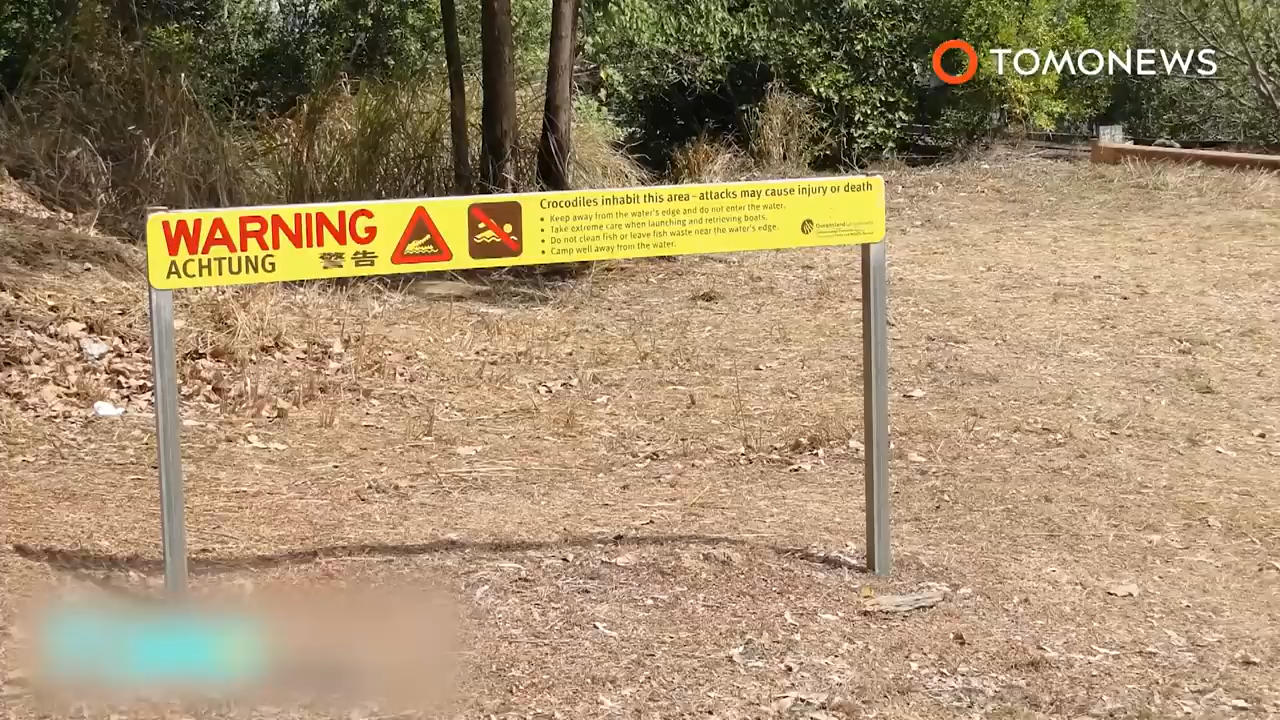 TOMONEWS
WARNING
ACHTUNG 警告
Crocodiles inhabit this area - attacks may cause injury or death
• Keep away from the water's edge and do not enter the water.
• Take extreme care when launching and retrieving boats.
• Do not clean fish or leave fish waste near the water's edge.
• Camp well away from the water.
Queensland Government